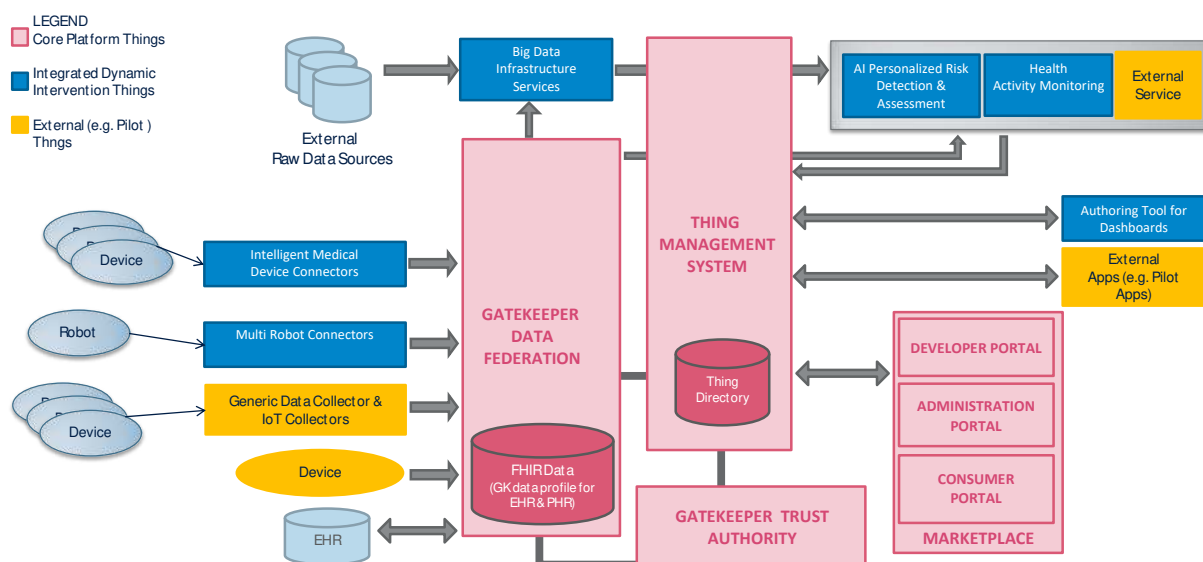 LEGEND
Core Platform Things
Integrated Dynamic
Intervention Things
External (e.g. Pilot )
Thngs
External
Raw Data Sources
Big Data
Infrastructure
Services
AI Personalized Risk
Detection &
Assessment
Health
Activity Monitoring
External
Service
Device
Intelligent Medical
Device Connectors
Robot
Multi Robot Connectors
Device
Generic Data Collector &
IoT Collectors
Device
EHR
GATEKEEPER
DATA
FEDERATION
FHIR Data
(GK data profile for
EHR & PHR)
THING
MANAGEMENT
SYSTEM
Thing
Directory
GATEKEEPER TRUST
AUTHORITY
Authoring Tool for
Dashboards
External
Apps (e.g. Pilot
Apps)
DEVELOPER PORTAL
ADMINISTRATION
PORTAL
CONSUMER
PORTAL
MARKETPLACE